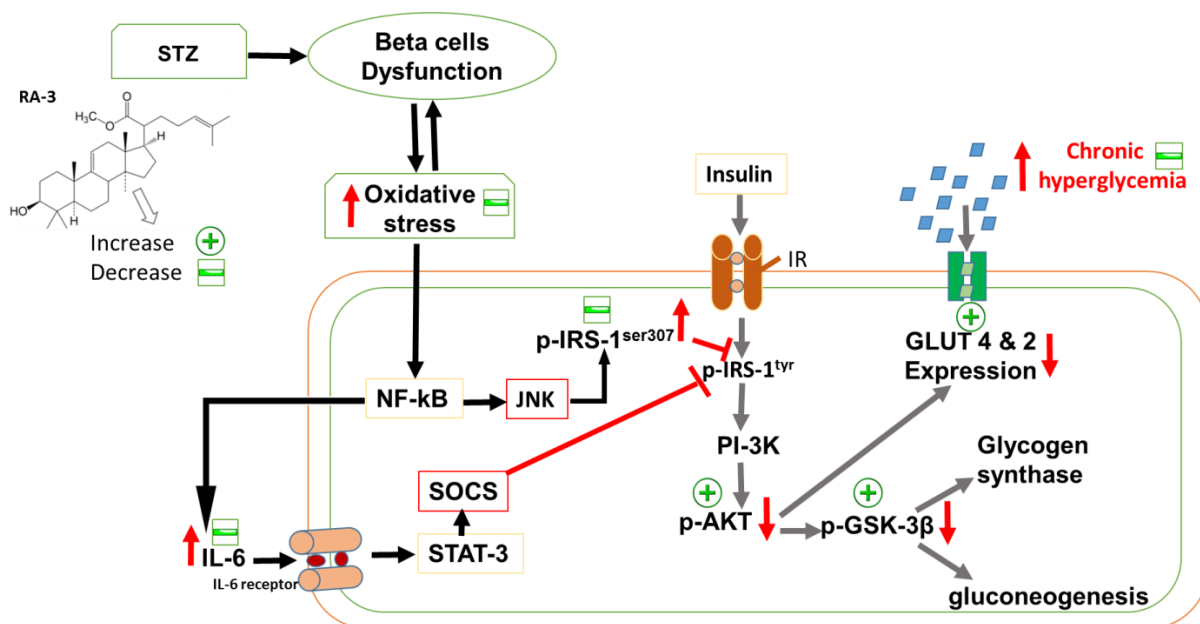 STZ
Beta cells
Dysfunction
RA-3
O
H₃C
O
H
H
HO
H
Increase
Decrease
Oxidative
stress
Insulin
IR
Chronic
hyperglycemia
p-IRS-1ser307
p-IRS-1tyr
GLUT 4 & 2
Expression
NF-kB
JNK
PI-3K
Glycogen
synthase
SOCS
p-AKT
p-GSK-3β
IL-6
IL-6 receptor
STAT-3
gluconeogenesis